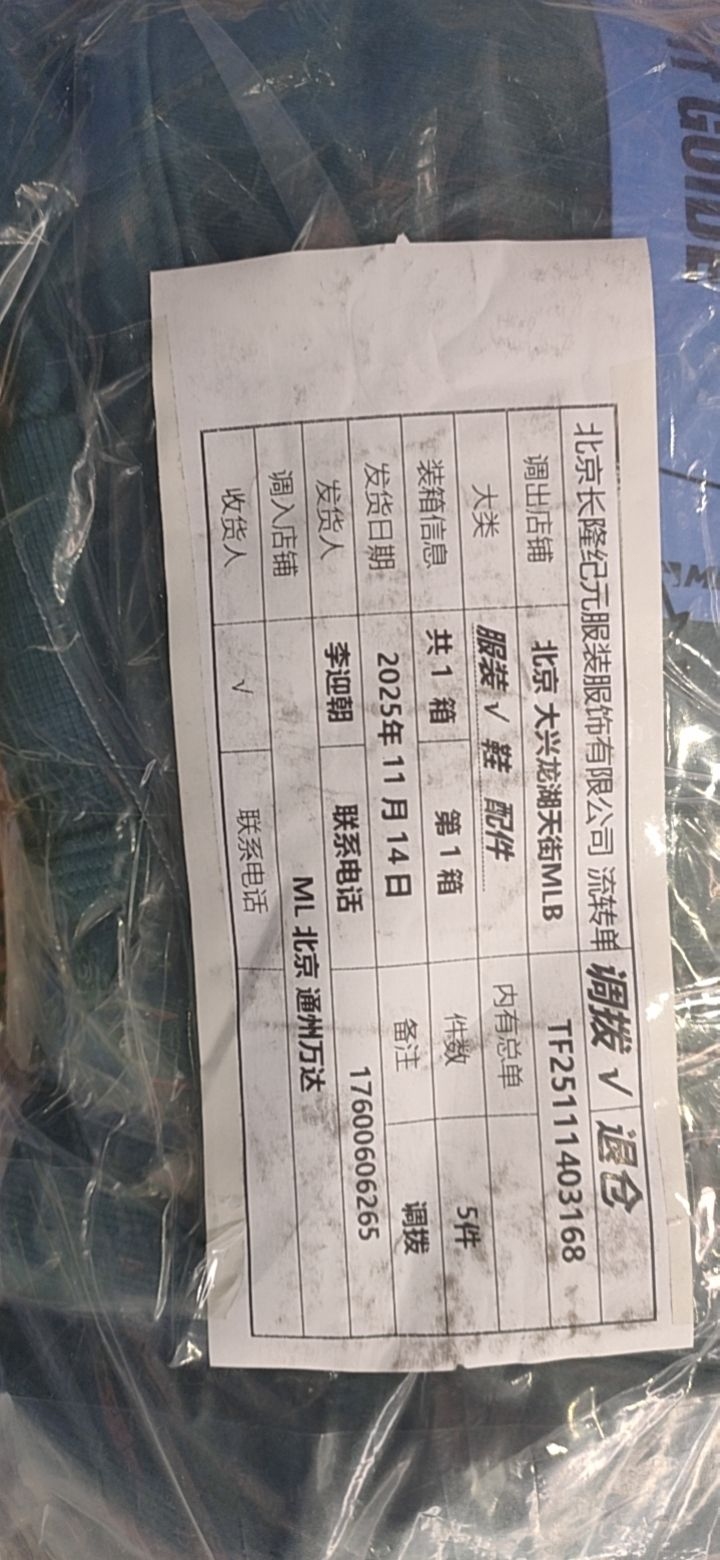 北京长隆纪元服装服饰有限公司 流转单 调拨 √ 退仓
调出店铺 北京 大兴龙湖天街MLB TF25111403168
大类 服装 √ 鞋 配件 内有总单
装箱信息 共 1 箱 第 1 箱 件数 5件
发货日期 2025年 11 月 14 日 备注 调拨
发货人 李迎朝 联系电话 17600606265
调入店铺 ML 北京 通州万达
收货人 √ 联系电话
GUIDE